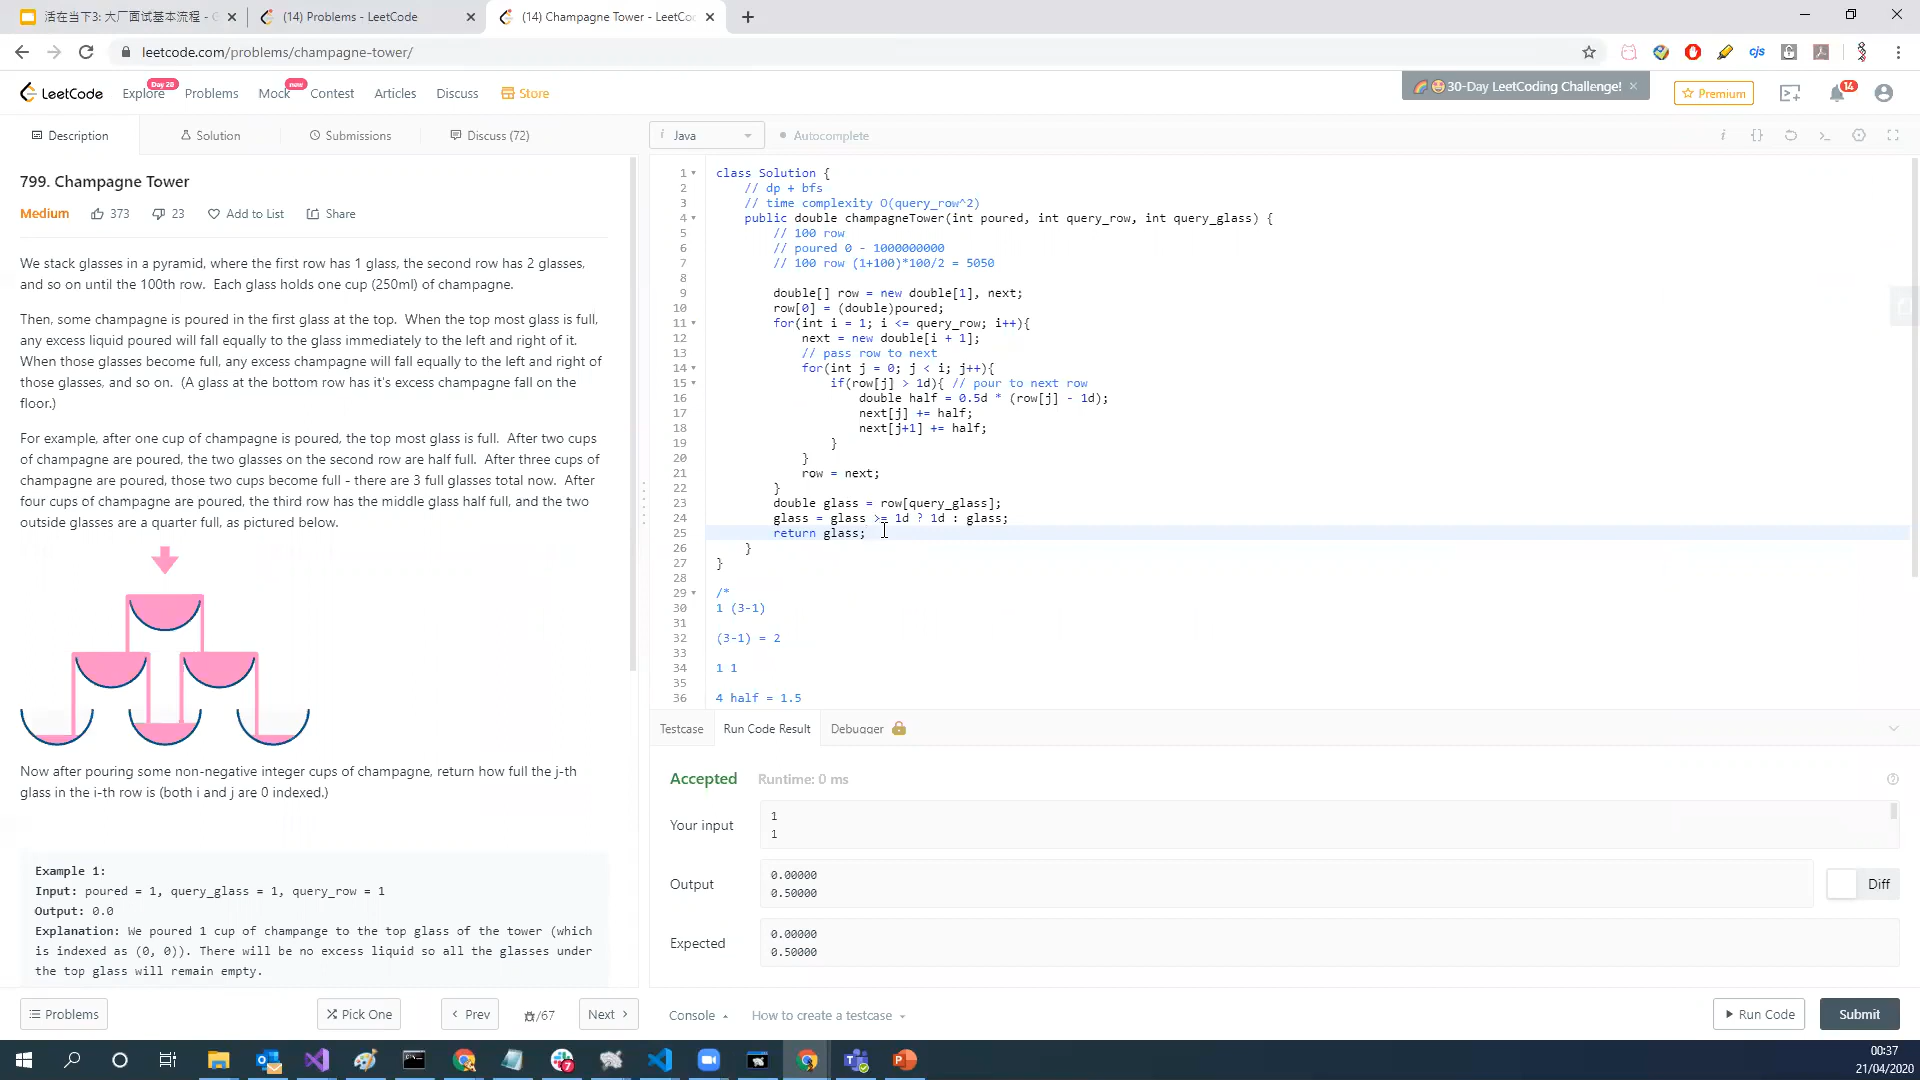 活在当下3: 大厂面试基本流程 - G
(14) Problems - LeetCode
(14) Champagne Tower - LeetCo
leetcode.com/problems/champagne-tower/
cjs
LeetCode
Explore
Day 20
Problems
Mock
new
Contest
Articles
Discuss
Store
30-Day LeetCoding Challenge!
Premium
14
Description
Solution
Submissions
Discuss (72)
Java
Autocomplete
799. Champagne Tower
Medium
373
23
Add to List
Share
We stack glasses in a pyramid, where the first row has 1 glass, the second row has 2 glasses,
and so on until the 100th row.  Each glass holds one cup (250ml) of champagne.
Then, some champagne is poured in the first glass at the top.  When the top most glass is full,
any excess liquid poured will fall equally to the glass immediately to the left and right of it.
When those glasses become full, any excess champagne will fall equally to the left and right of
those glasses, and so on.  (A glass at the bottom row has it's excess champagne fall on the
floor.)
For example, after one cup of champagne is poured, the top most glass is full.  After two cups
of champagne are poured, the two glasses on the second row are half full.  After three cups of
champagne are poured, those two cups become full - there are 3 full glasses total now.  After
four cups of champagne are poured, the third row has the middle glass half full, and the two
outside glasses are a quarter full, as pictured below.
Now after pouring some non-negative integer cups of champagne, return how full the j-th
glass in the i-th row is (both i and j are 0 indexed.)
Example 1:
Input: poured = 1, query_glass = 1, query_row = 1
Output: 0.0
Explanation: We poured 1 cup of champange to the top glass of the tower (which
is indexed as (0, 0)). There will be no excess liquid so all the glasses under
the top glass will remain empty.
1 class Solution {
2 // dp + bfs
3 // time complexity O(query_row^2)
4 public double champagneTower(int poured, int query_row, int query_glass) {
5 // 100 row
6 // poured 0 - 1000000000
7 // 100 row (1+100)*100/2 = 5050
8
9 double[] row = new double[1], next;
10 row[0] = (double)poured;
11 for(int i = 1; i <= query_row; i++){
12 next = new double[i + 1];
13 // pass row to next
14 for(int j = 0; j < i; j++){
15 if(row[j] > 1d){ // pour to next row
16 double half = 0.5d * (row[j] - 1d);
17 next[j] += half;
18 next[j+1] += half;
19 }
20 }
21 row = next;
22 }
23 double glass = row[query_glass];
24 glass = glass >= 1d ? 1d : glass;
25 return glass;
26 }
27 }
28
29 /*
30 1 (3-1)
31
32 (3-1) = 2
33
34 1 1
35
36 4 half = 1.5
Testcase
Run Code Result
Debugger
Accepted
Runtime: 0 ms
Your input
1
1
Output
0.00000
0.50000
Diff
Expected
0.00000
0.50000
Problems
Pick One
Prev
/67
Next
Console
How to create a testcase
Run Code
Submit
7
00:37
21/04/2020